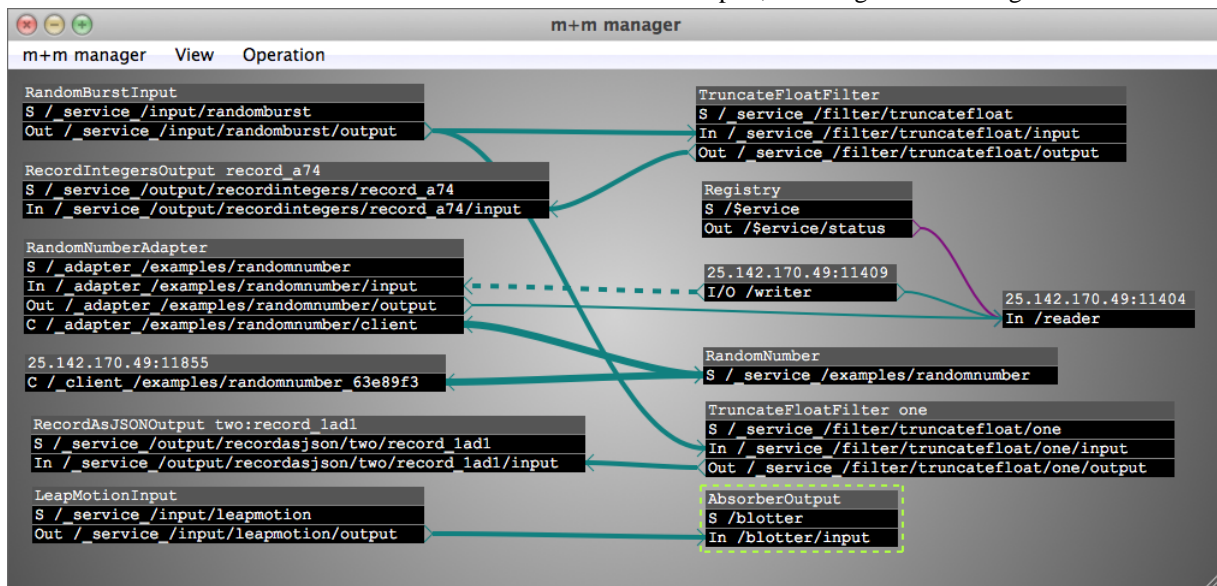 m+m manager
m+m manager View Operation
RandomBurstInput
S /_service_/input/randomburst
Out /_service_/input/randomburst/output
RecordIntegersOutput record_a74
S /_service_/output/recordintegers/record_a74
In /_service_/output/recordintegers/record_a74/input
RandomNumberAdapter
S /_adapter_/examples/randomnumber
In /_adapter_/examples/randomnumber/input
Out /_adapter_/examples/randomnumber/output
C /_adapter_/examples/randomnumber/client
25.142.170.49:11855
C /_client_/examples/randomnumber_63e89f3
RecordAsJSONOutput two:record_1ad1
S /_service_/output/recordasjson/two/record_1ad1
In /_service_/output/recordasjson/two/record_1ad1/input
LeapMotionInput
S /_service_/input/leapmotion
Out /_service_/input/leapmotion/output
TruncateFloatFilter
S /_service_/filter/truncatefloat
In /_service_/filter/truncatefloat/input
Out /_service_/filter/truncatefloat/output
Registry
S /$ervice
Out /$ervice/status
25.142.170.49:11409
I/O /writer
25.142.170.49:11404
In /reader
RandomNumber
S /_service_/examples/randomnumber
TruncateFloatFilter one
S /_service_/filter/truncatefloat/one
In /_service_/filter/truncatefloat/one/input
Out /_service_/filter/truncatefloat/one/output
AbsorberOutput
S /blotter
In /blotter/input